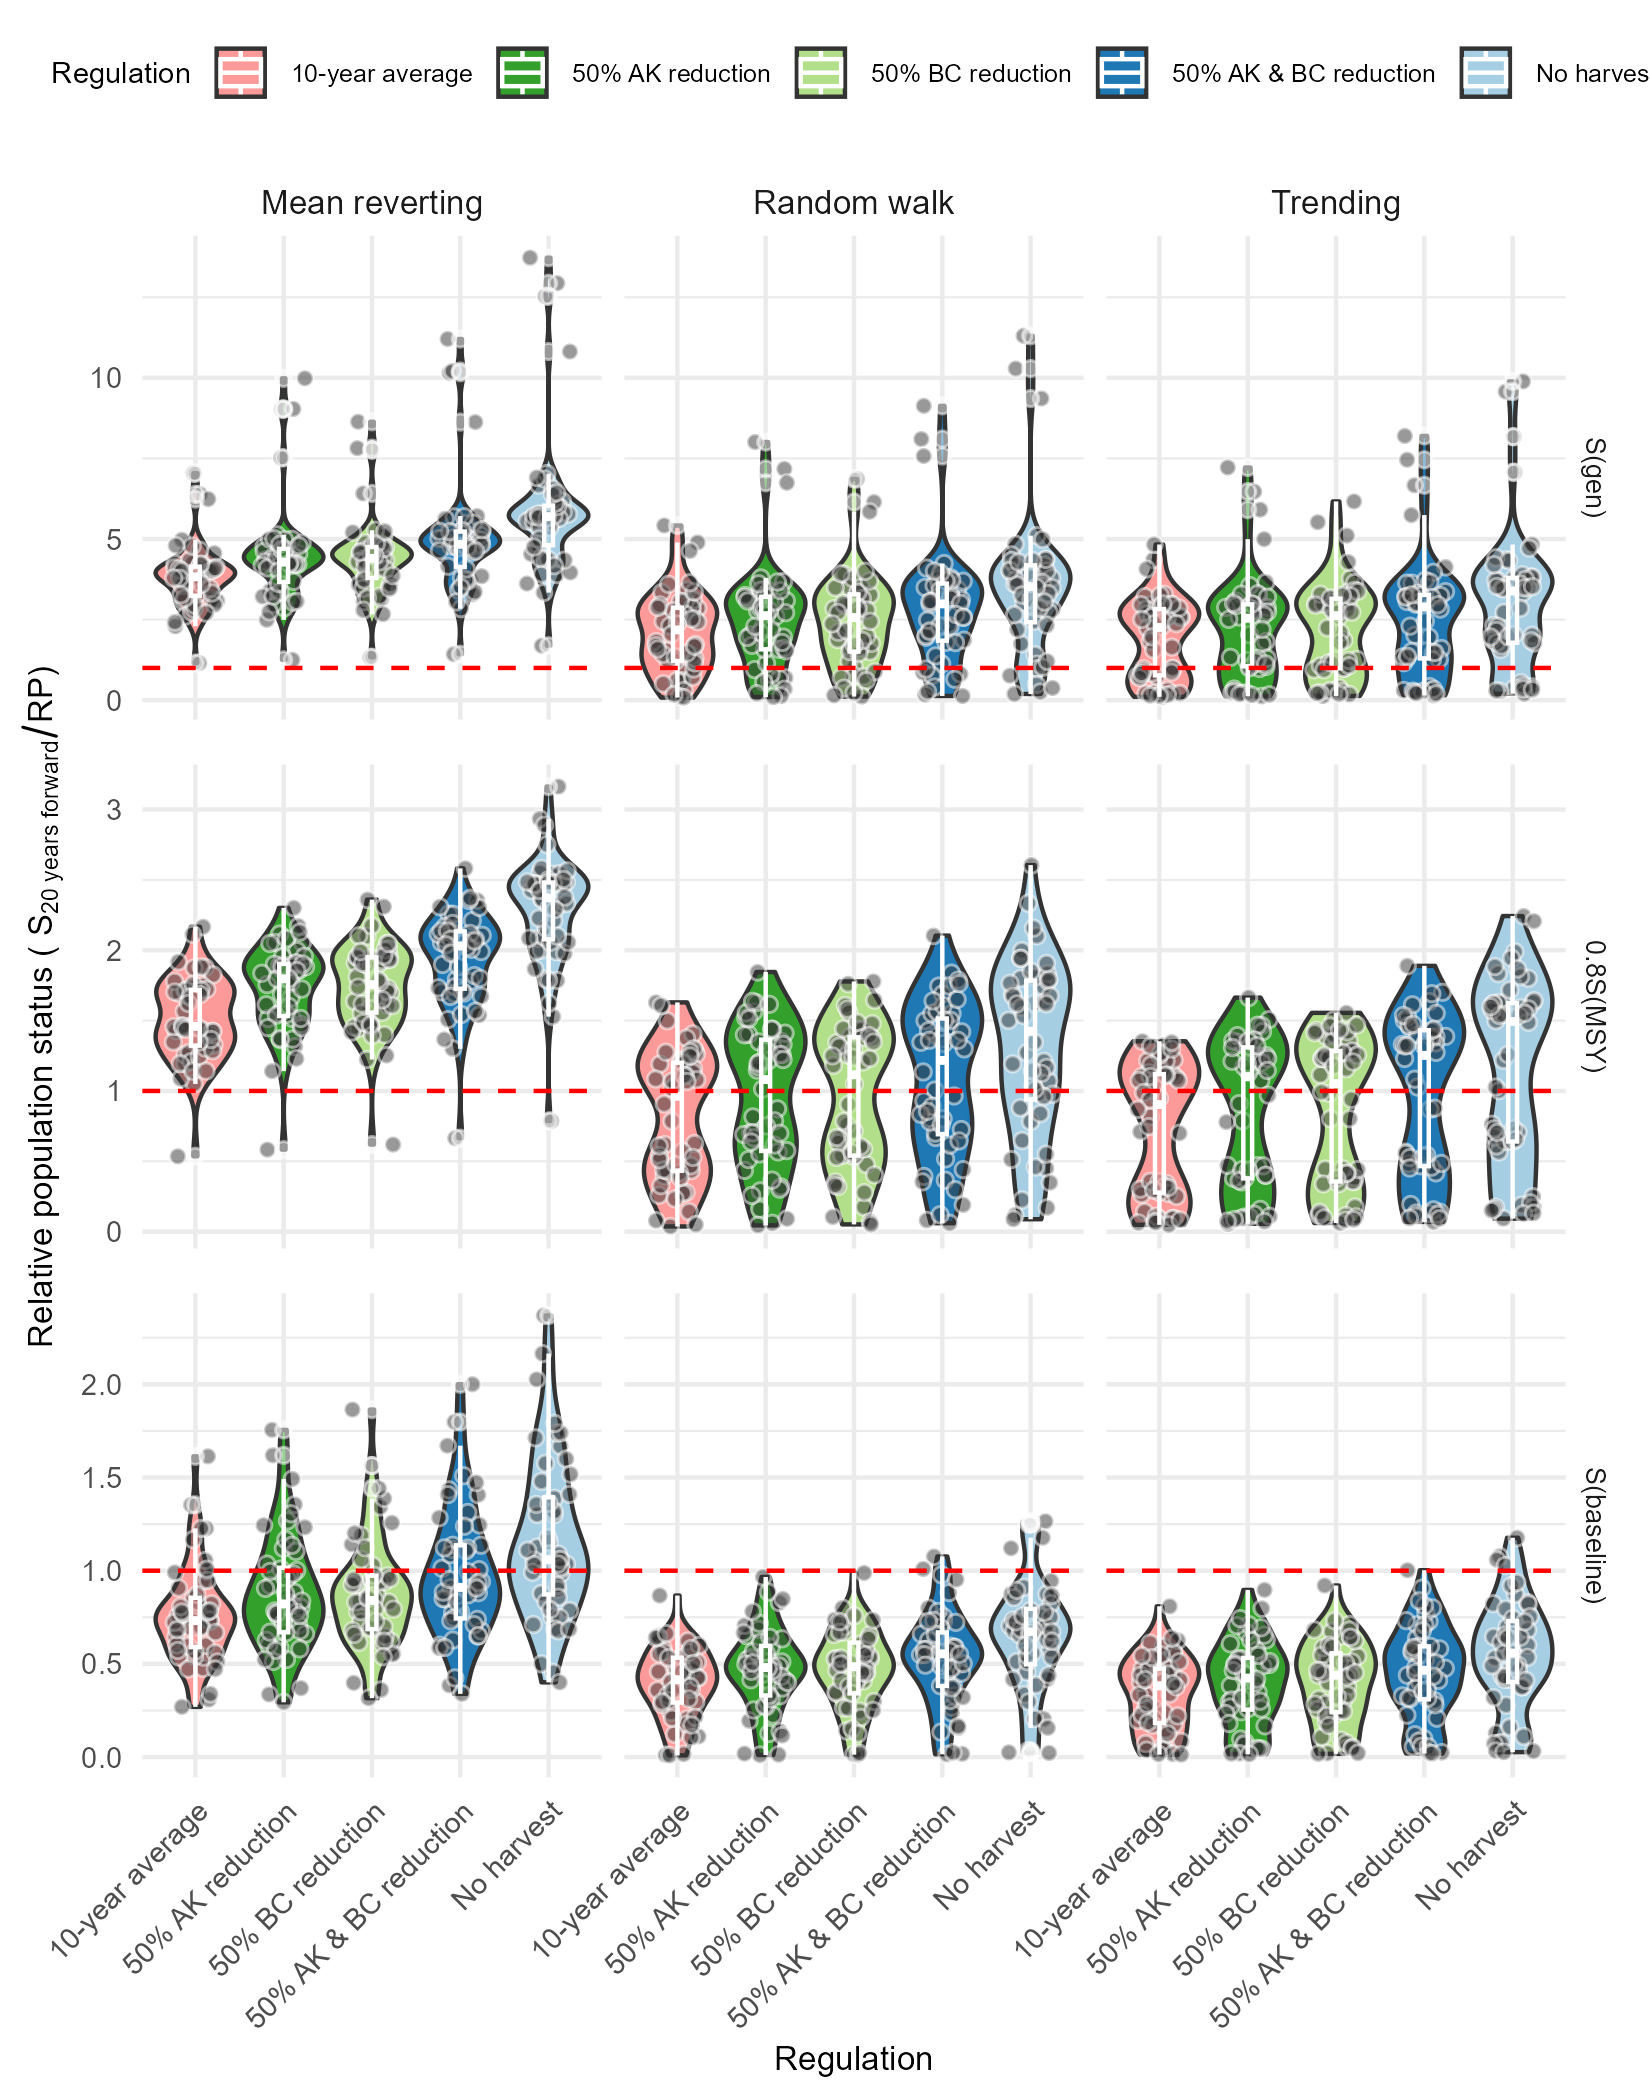 Regulation 10-year average 50% AK reduction 50% BC reduction 50% AK & BC reduction No harves
Mean reverting Random walk Trending
Relative population status ( S20 years forward/RP)
10
5
0
S(gen)
3
2
1
0
0.8S(MSY)
2.0
1.5
1.0
0.5
0.0
S(baseline)
10-year average 50% AK reduction 50% BC reduction 50% AK & BC reduction No harvest
10-year average 50% AK reduction 50% BC reduction 50% AK & BC reduction No harvest
10-year average 50% AK reduction 50% BC reduction 50% AK & BC reduction No harvest
Regulation